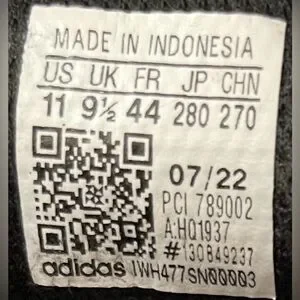 MADE IN INDONESIA
US UK FR JP CHN
11 9½ 44 280 270
07/22
PCI 789002
A:HQ1937
#130849237
adidas 1WH477SN00003